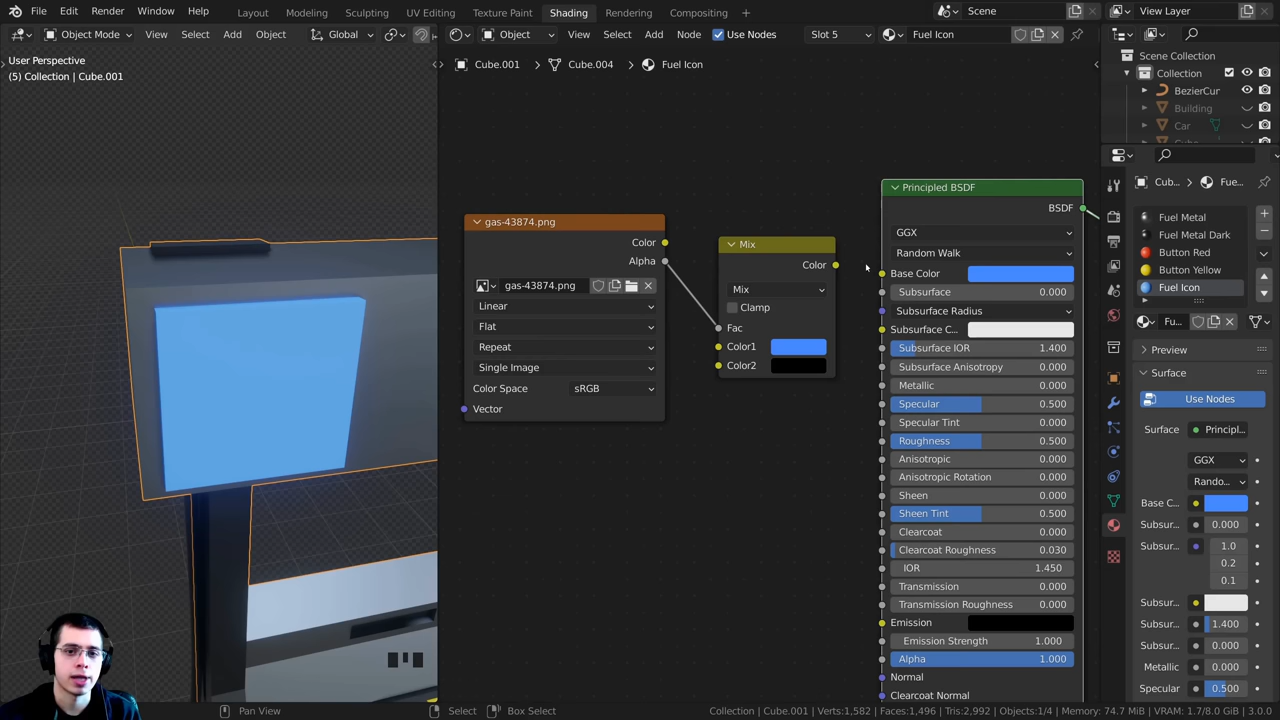 File Edit Render Window Help Layout Modeling Sculpting UV Editing Texture Paint Shading Rendering Compositing + Scene View Layer
Object Mode View Select Add Object Global
Object View Select Add Node Use Nodes Slot 5 Fuel Icon
User Perspective
(5) Collection | Cube.001
Cube.001 > Cube.004 > Fuel Icon
gas-43874.png
Color
Alpha
gas-43874.png
Linear
Flat
Repeat
Single Image
Color Space sRGB
Vector
Mix
Color
Mix
Clamp
Fac
Color1
Color2
Principled BSDF
BSDF
GGX
Random Walk
Base Color
Subsurface 0.000
Subsurface Radius
Subsurface C...
Subsurface IOR 1.400
Subsurface Anisotropy 0.000
Metallic 0.000
Specular 0.500
Specular Tint 0.000
Roughness 0.500
Anisotropic 0.000
Anisotropic Rotation 0.000
Sheen 0.000
Sheen Tint 0.500
Clearcoat 0.000
Clearcoat Roughness 0.030
IOR 1.450
Transmission 0.000
Transmission Roughness 0.000
Emission
Emission Strength 1.000
Alpha 1.000
Normal
Clearcoat Normal
Scene Collection
Collection
BezierCur
Building
Car
Cub... Fue...
Fuel Metal
Fuel Metal Dark
Button Red
Button Yellow
Fuel Icon
Fu...
Preview
Surface
Use Nodes
Surface Principl...
GGX
Rando...
Base C...
Subsur... 0.000
Subsur... 1.0
0.2
0.1
Subsur...
Subsur... 1.400
Subsur... 0.000
Metallic 0.000
Specular 0.500
Pan View Select Box Select Collection | Cube.001 | Verts:1,582 | Faces:1,496 | Tris:2,992 | Objects:1/4 | Memory: 74.7 MiB | VRAM: 1.7/8.0 GiB | 3.0.0